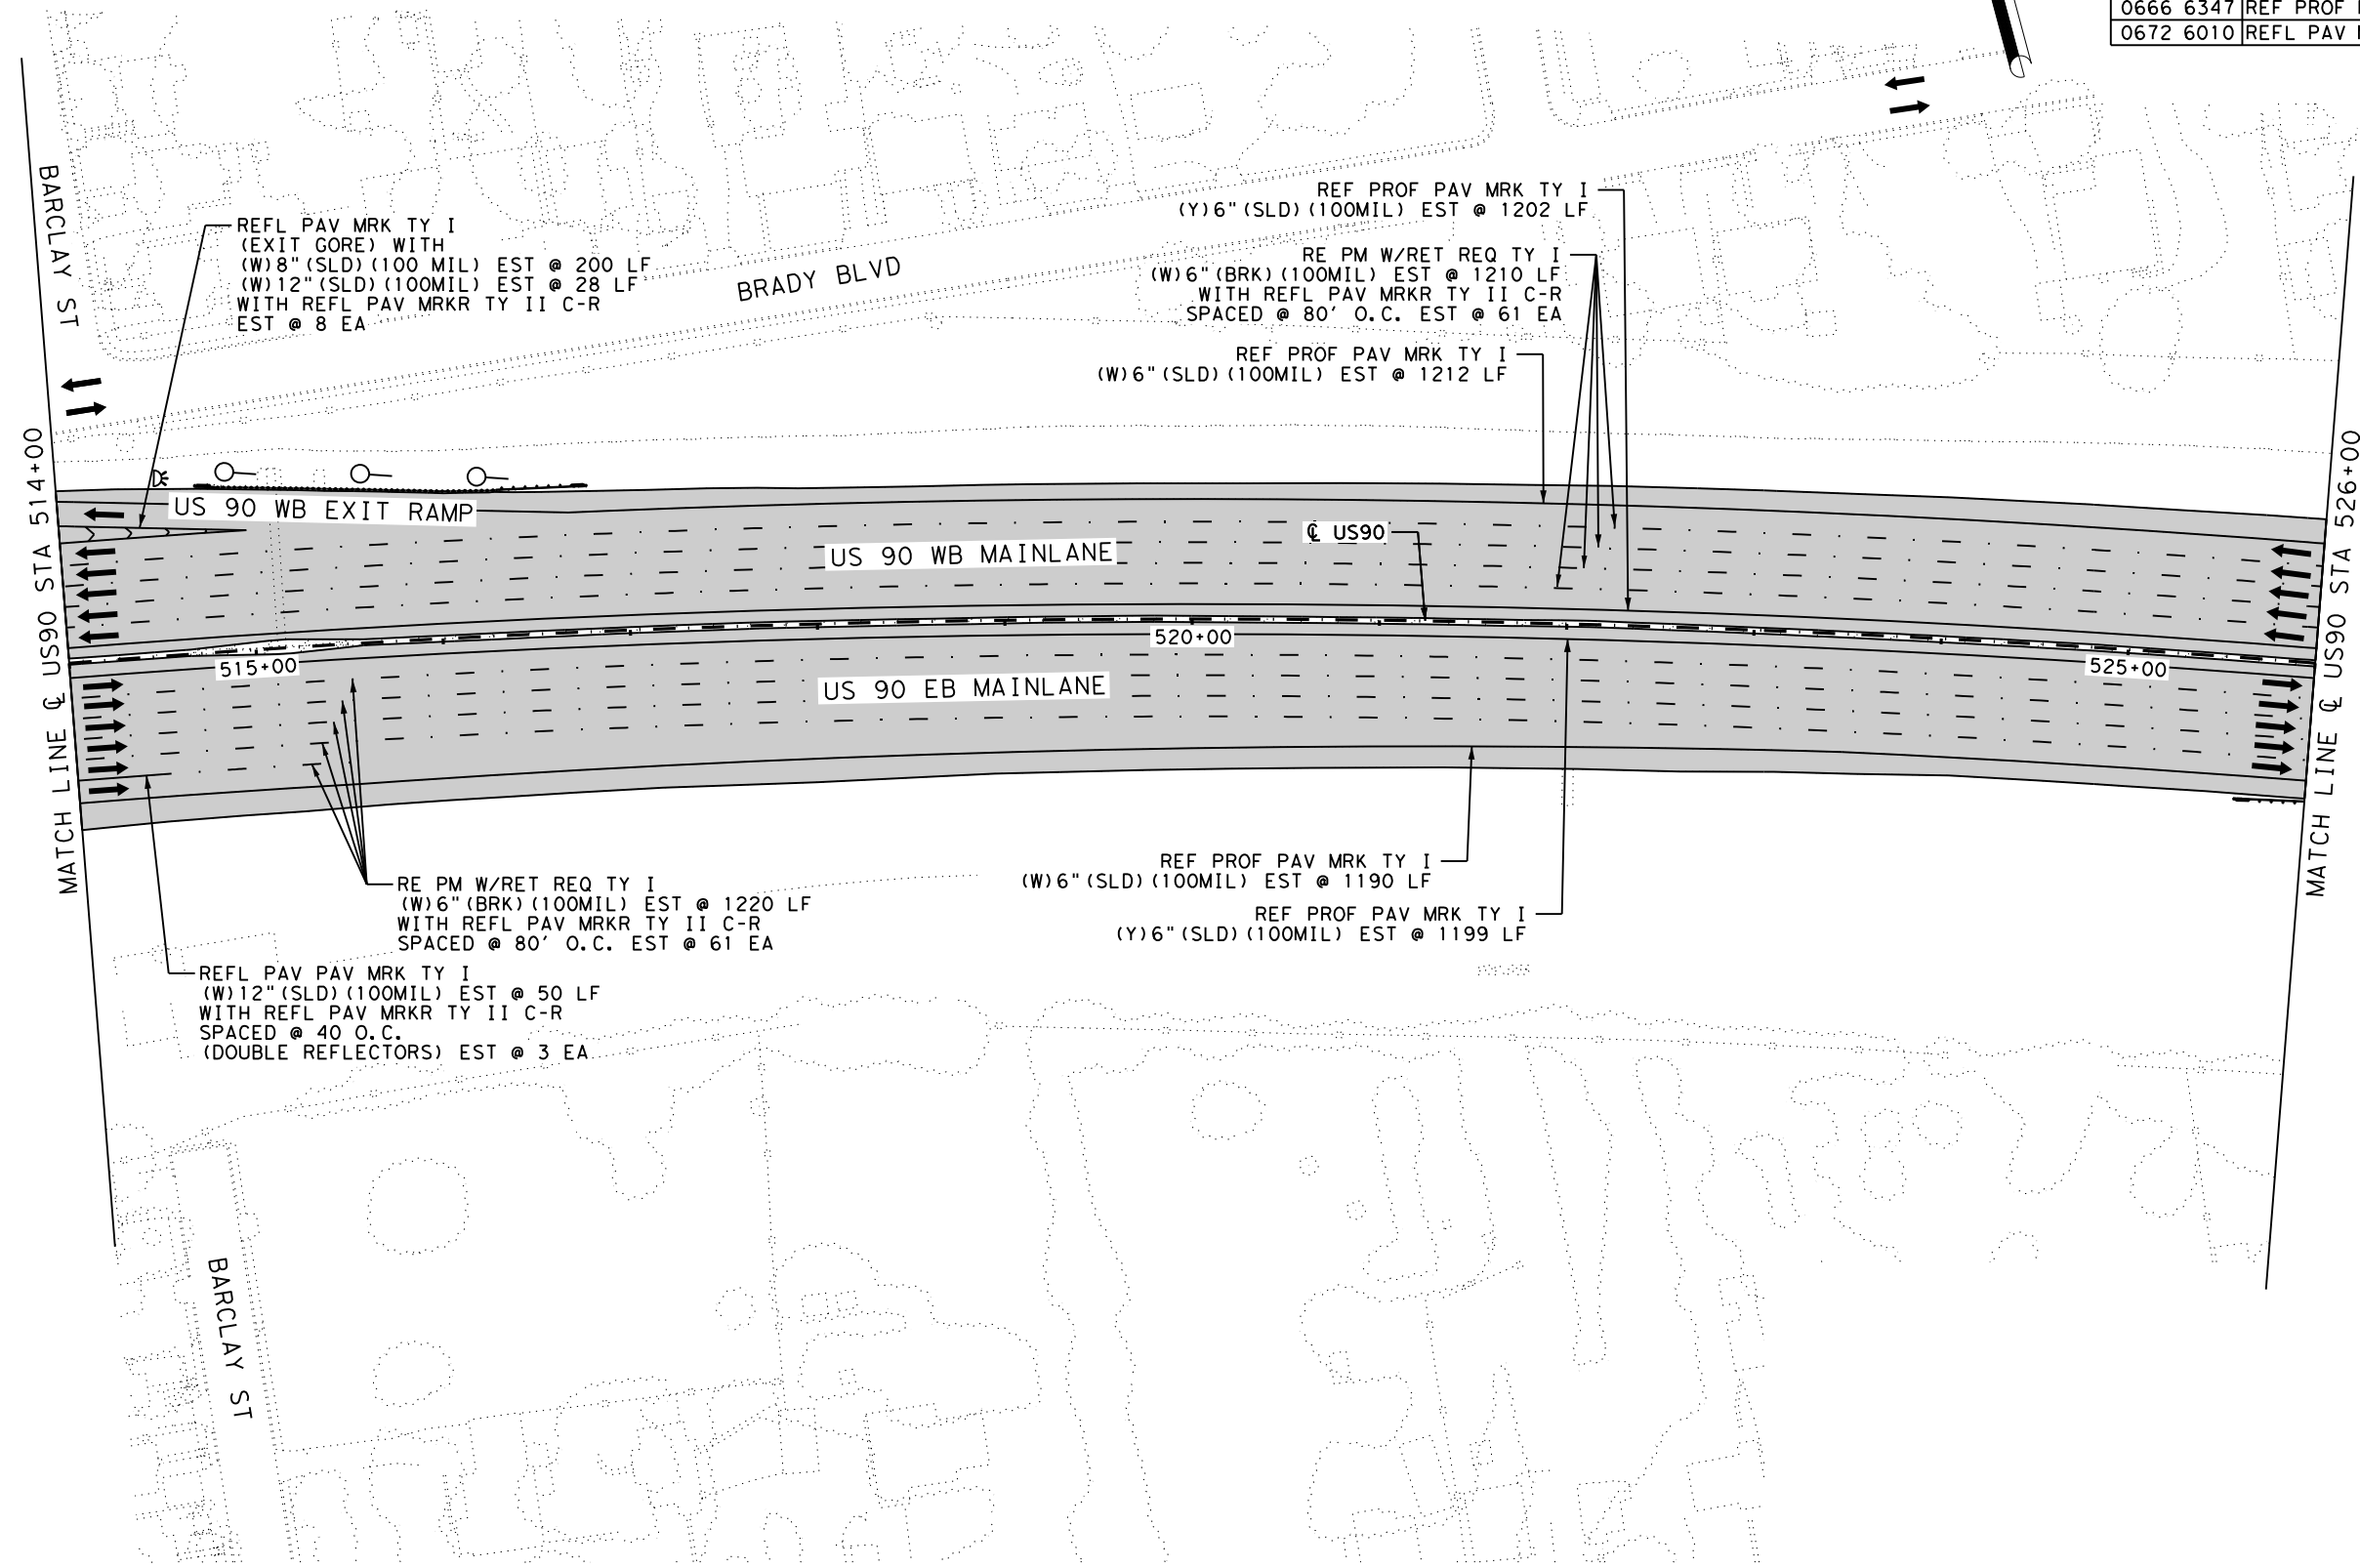 0666 6347 REF PROF
0672 6010 REFL PAV
BARCLAY ST
REFL PAV MRK TY I
(EXIT GORE) WITH
(W)8"(SLD)(100 MIL) EST @ 200 LF
(W)12"(SLD)(100MIL) EST @ 28 LF
WITH REFL PAV MRKR TY II C-R
EST @ 8 EA
BRADY BLVD
REF PROF PAV MRK TY I
(Y)6"(SLD)(100MIL) EST @ 1202 LF
RE PM W/RET REQ TY I
(W)6"(BRK)(100MIL) EST @ 1210 LF
WITH REFL PAV MRKR TY II C-R
SPACED @ 80' O.C. EST @ 61 EA
REF PROF PAV MRK TY I
(W)6"(SLD)(100MIL) EST @ 1212 LF
MATCH LINE ℄ US90 STA 514+00
US 90 WB EXIT RAMP
US 90 WB MAINLANE
℄ US90
515+00
520+00
525+00
US 90 EB MAINLANE
MATCH LINE ℄ US90 STA 526+00
RE PM W/RET REQ TY I
(W)6"(BRK)(100MIL) EST @ 1220 LF
WITH REFL PAV MRKR TY II C-R
SPACED @ 80' O.C. EST @ 61 EA
REF PROF PAV MRK TY I
(W)6"(SLD)(100MIL) EST @ 1190 LF
REF PROF PAV MRK TY I
(Y)6"(SLD)(100MIL) EST @ 1199 LF
REFL PAV PAV MRK TY I
(W)12"(SLD)(100MIL) EST @ 50 LF
WITH REFL PAV MRKR TY II C-R
SPACED @ 40 O.C.
(DOUBLE REFLECTORS) EST @ 3 EA
BARCLAY ST